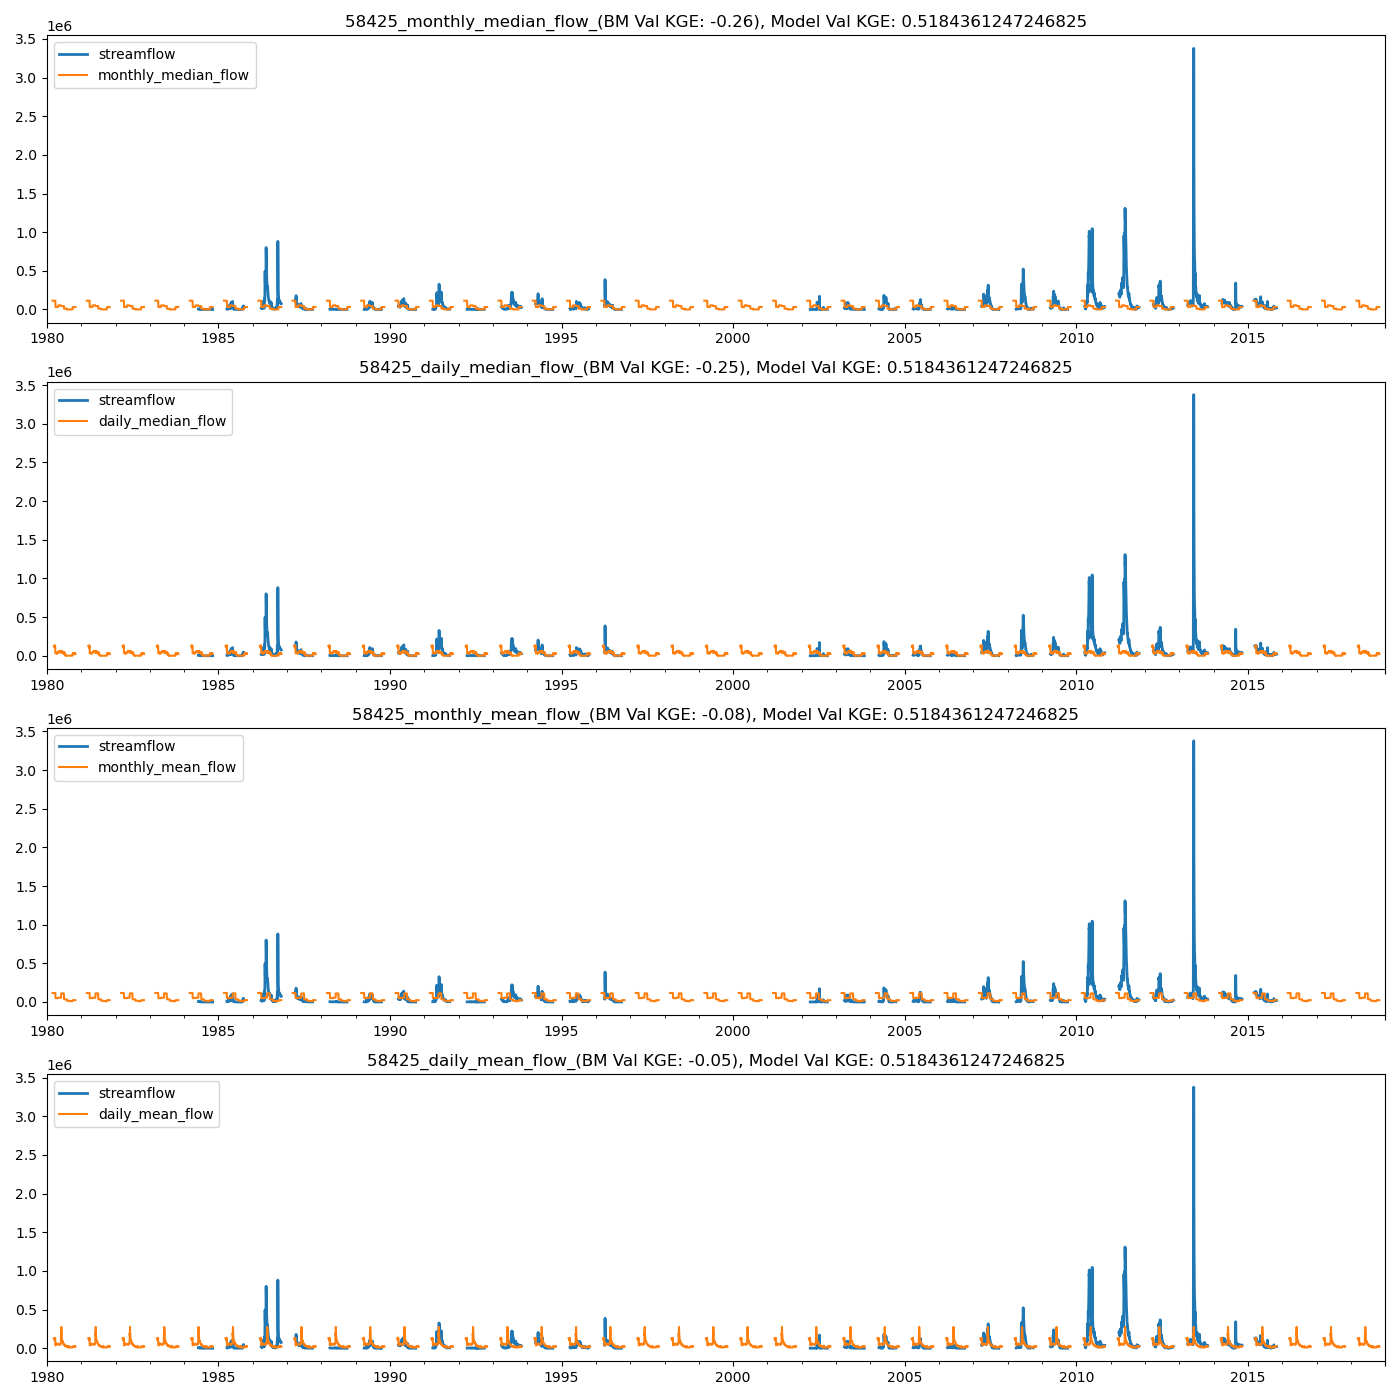 58425_monthly_median_flow_(BM Val KGE: -0.26), Model Val KGE: 0.5184361247246825
1e6
3.5
3.0
2.5
2.0
1.5
1.0
0.5
0.0
streamflow
monthly_median_flow
1980 1985 1990 1995 2000 2005 2010 2015
58425_daily_median_flow_(BM Val KGE: -0.25), Model Val KGE: 0.5184361247246825
1e6
3.5
3.0
2.5
2.0
1.5
1.0
0.5
0.0
streamflow
daily_median_flow
1980 1985 1990 1995 2000 2005 2010 2015
58425_monthly_mean_flow_(BM Val KGE: -0.08), Model Val KGE: 0.5184361247246825
1e6
3.5
3.0
2.5
2.0
1.5
1.0
0.5
0.0
streamflow
monthly_mean_flow
1980 1985 1990 1995 2000 2005 2010 2015
58425_daily_mean_flow_(BM Val KGE: -0.05), Model Val KGE: 0.5184361247246825
1e6
3.5
3.0
2.5
2.0
1.5
1.0
0.5
0.0
streamflow
daily_mean_flow
1980 1985 1990 1995 2000 2005 2010 2015